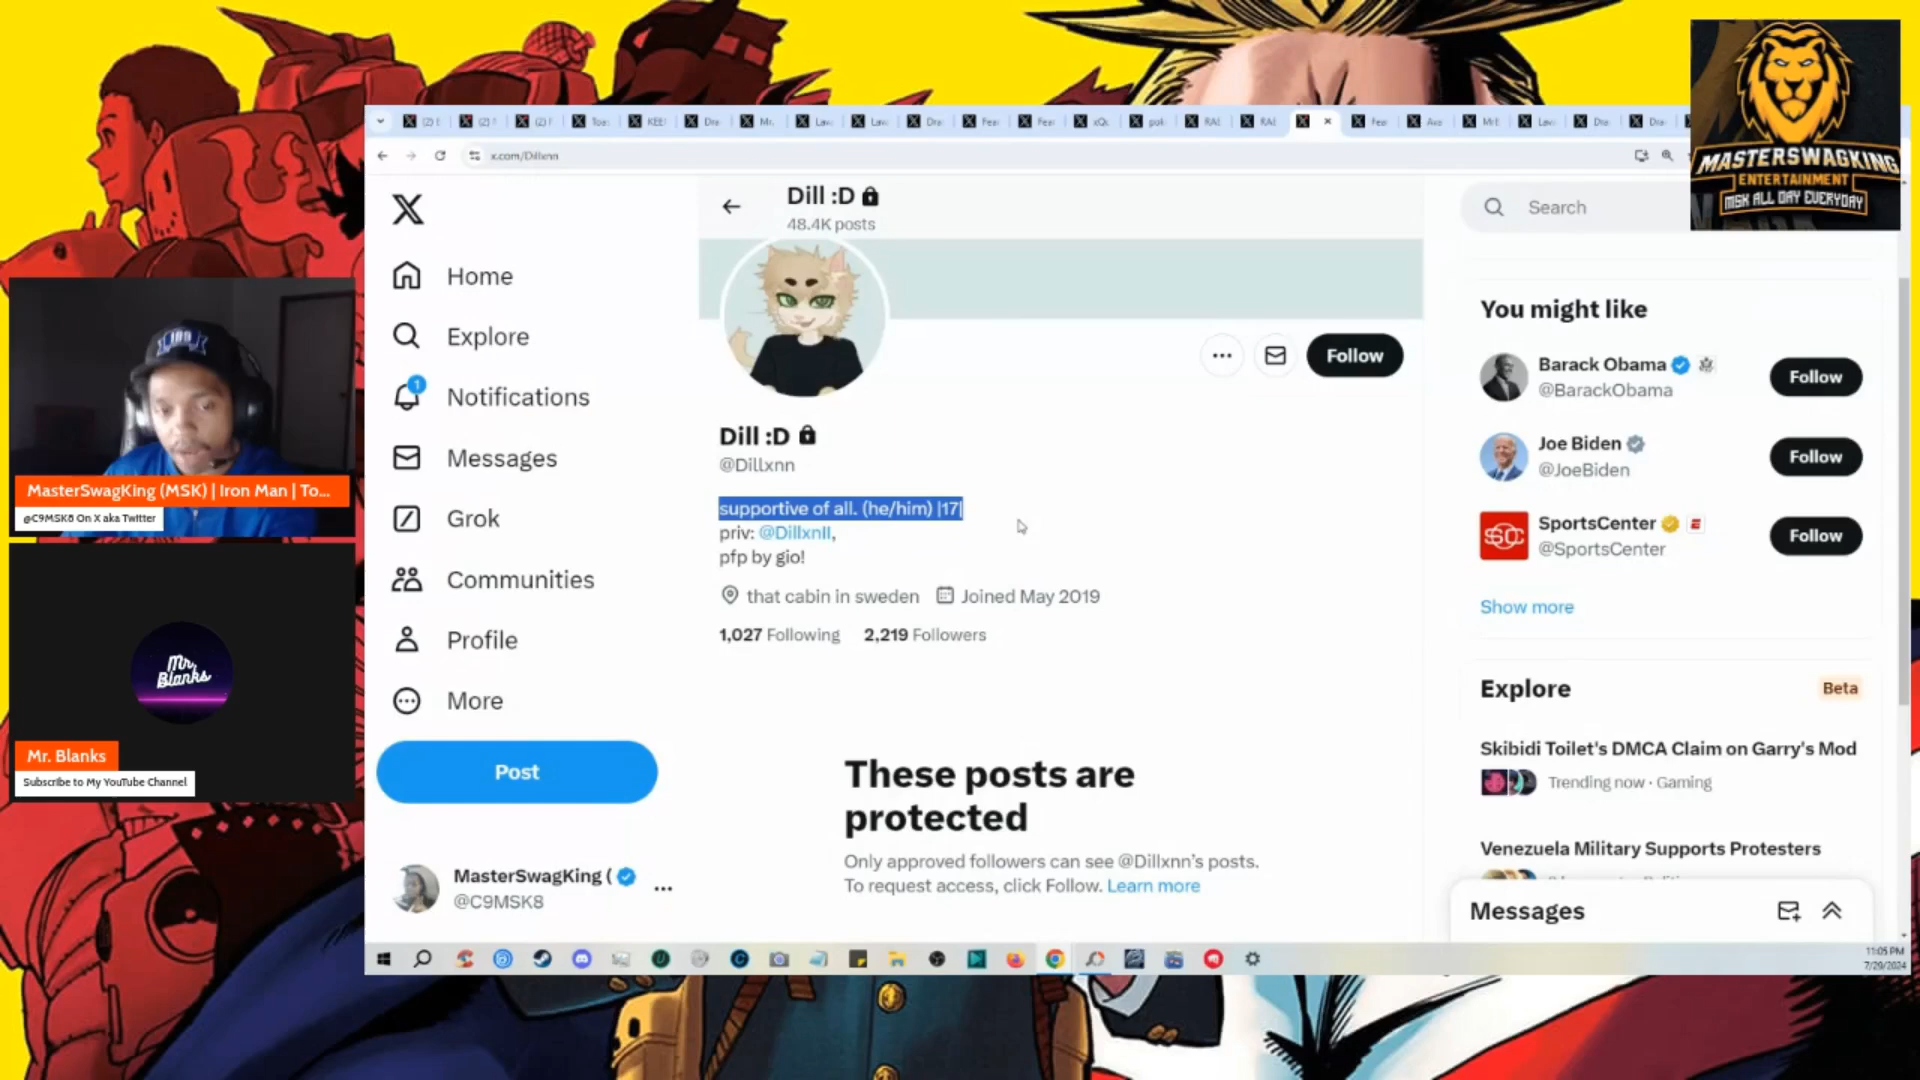 MASTERSWAGKING
ENTERTAINMENT
MSK ALL DAY EVERYDAY
x.com/Dillxnn
Dill :D
48.4K posts
Search
Home
Explore
Notifications
1
Messages
Grok
Communities
Profile
More
Post
MasterSwagKing (
@C9MSK8
Follow
Dill :D
@Dillxnn
supportive of all. (he/him) |17|
priv: @DillxnII,
pfp by gio!
that cabin in sweden Joined May 2019
1,027 Following 2,219 Followers
These posts are
protected
Only approved followers can see @Dillxnn's posts.
To request access, click Follow. Learn more
You might like
Barack Obama
@BarackObama
Follow
Joe Biden
@JoeBiden
Follow
SportsCenter
@SportsCenter
Follow
Show more
Explore
Beta
Skibidi Toilet's DMCA Claim on Garry's Mod
Trending now · Gaming
Venezuela Military Supports Protesters
Messages
11:05 PM
7/29/2024
MasterSwagKing (MSK) | Iron Man | To...
@C9MSK8 On X aka Twitter
Mr. Blanks
Mr. Blanks
Subscribe to My YouTube Channel